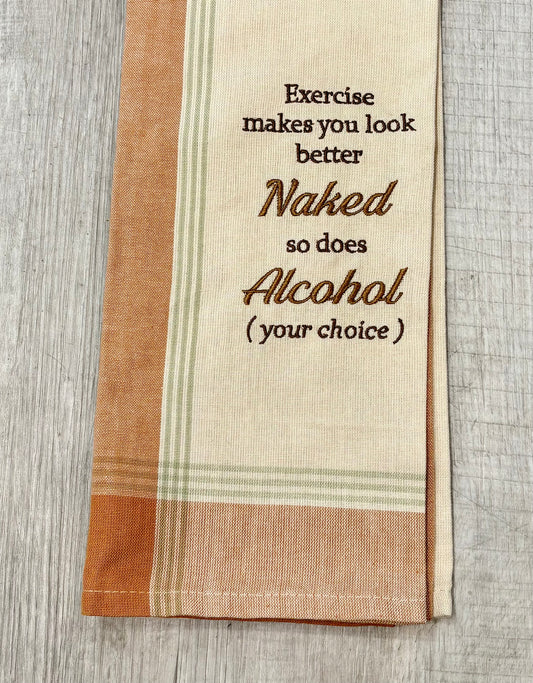 Exercise
makes you look
better
Naked
so does
Alcohol
( your choice )